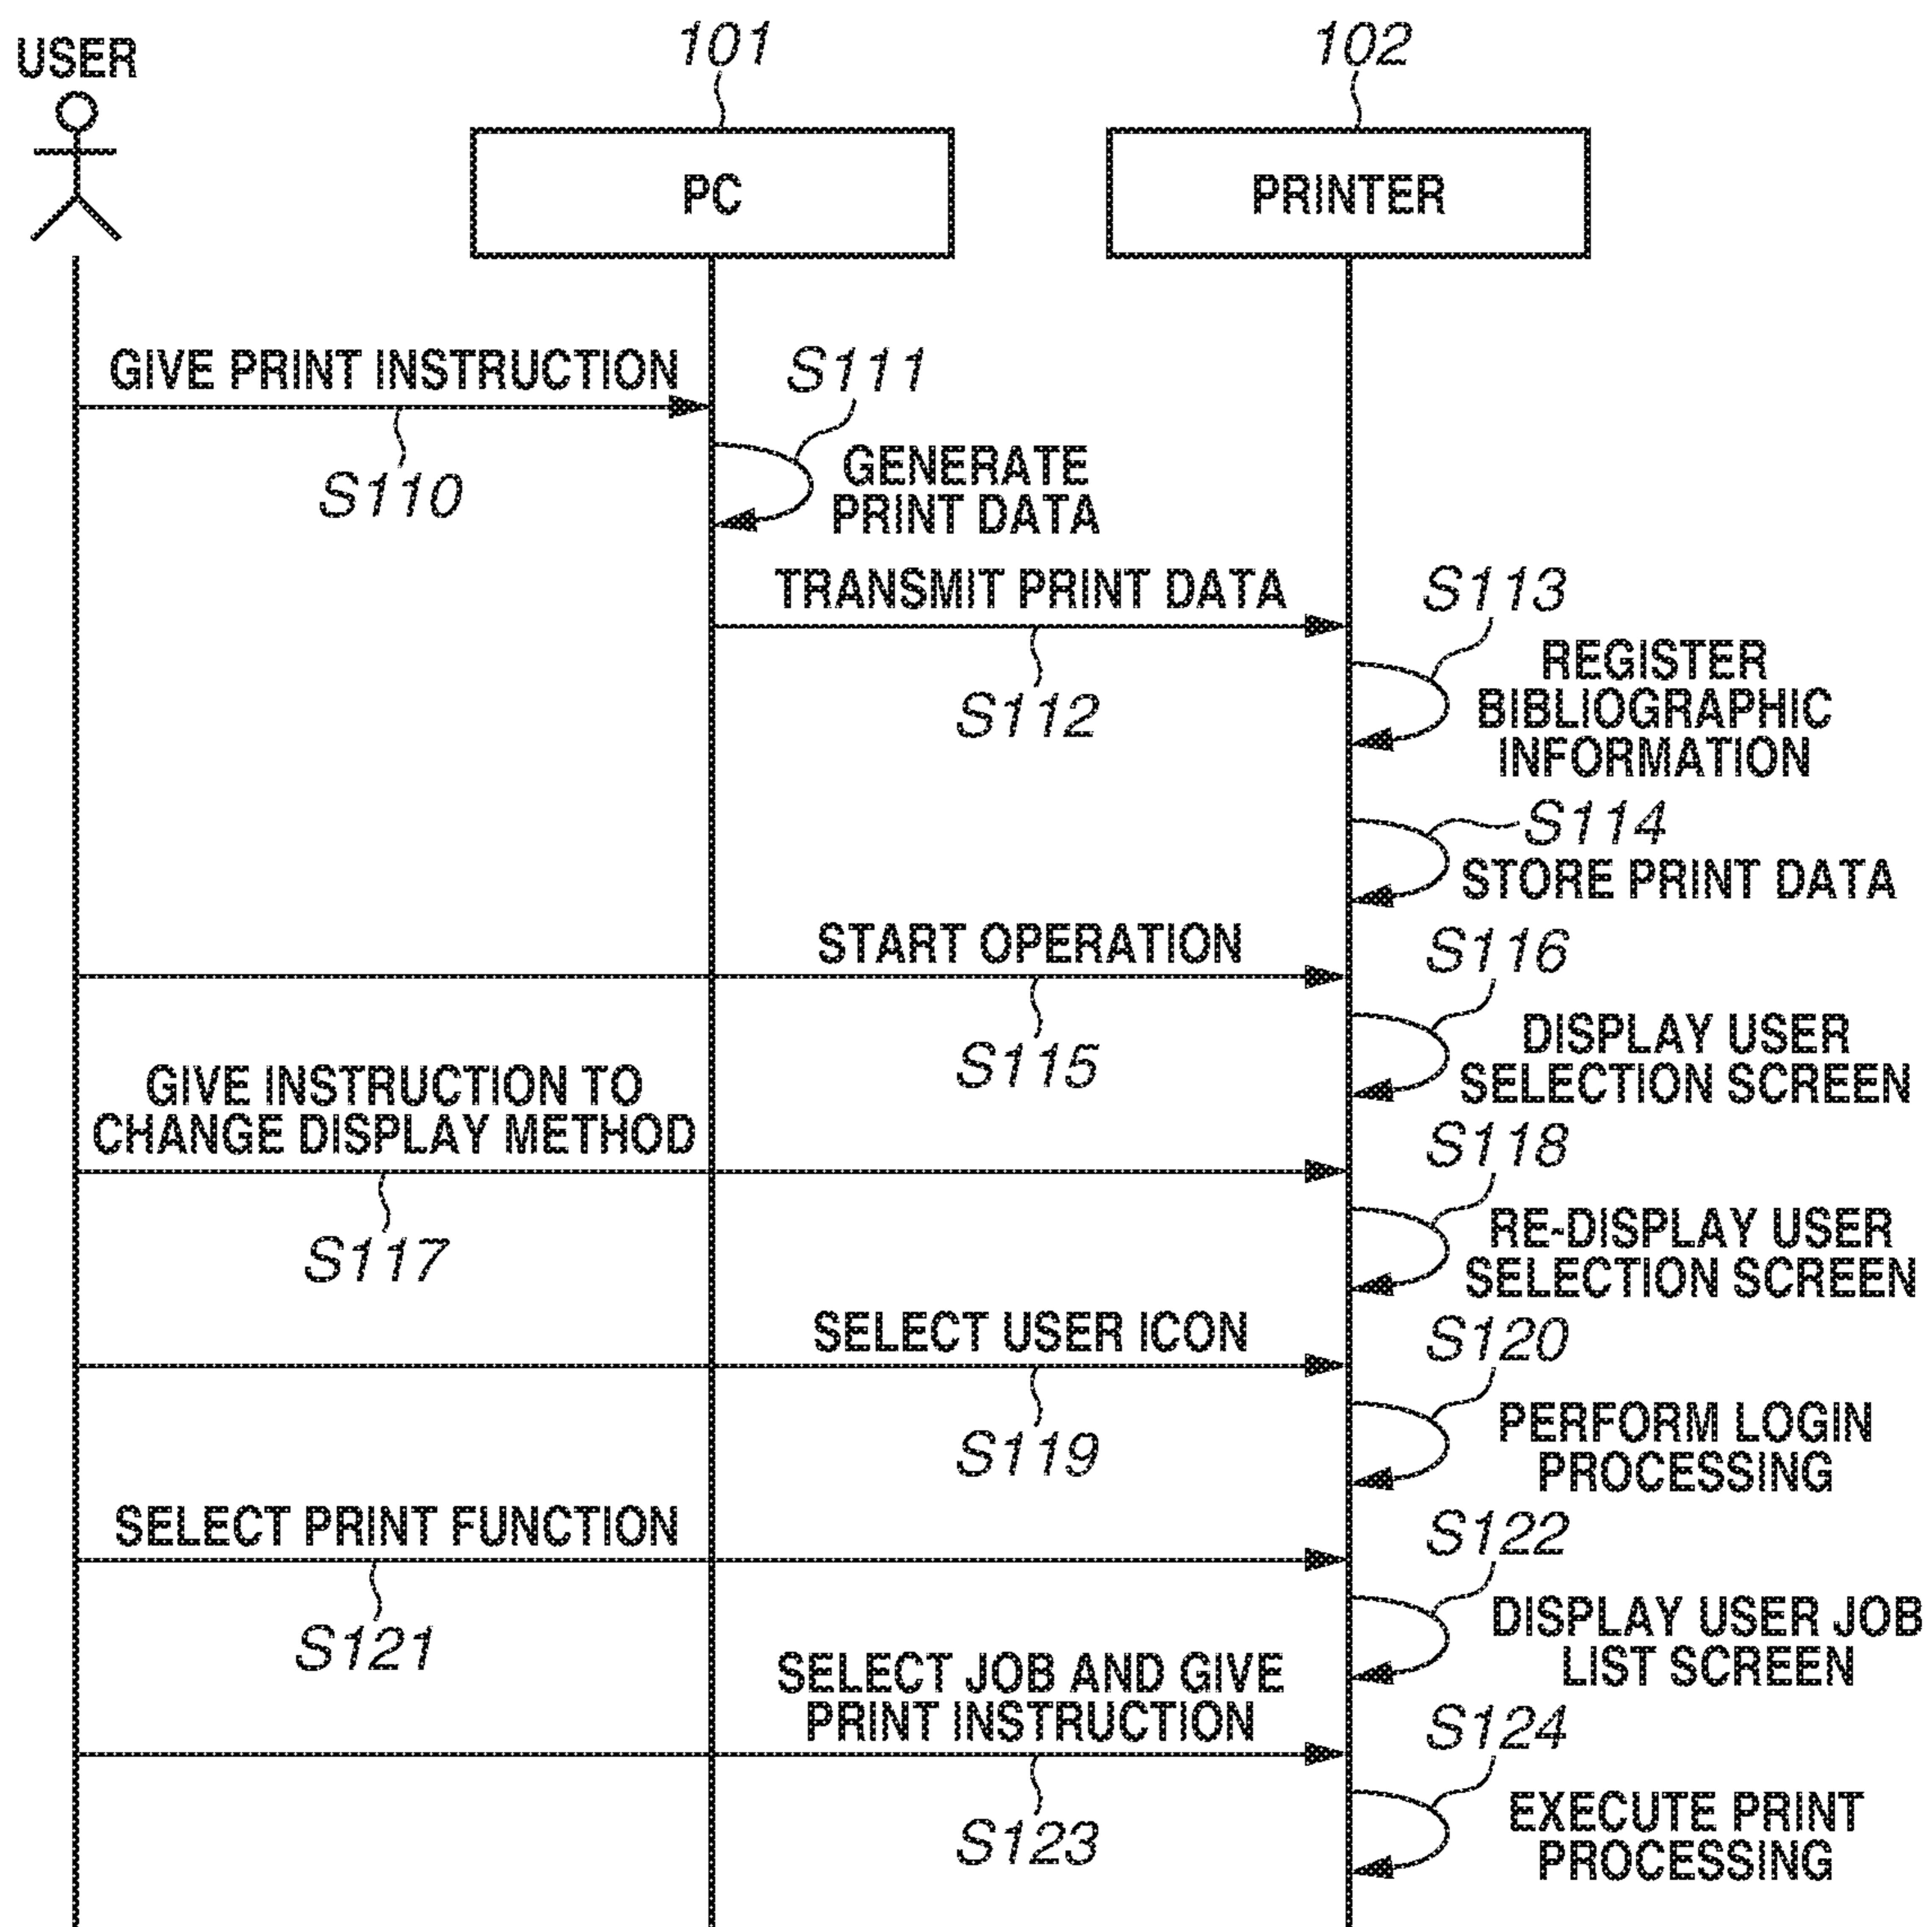 USER
101
102
PC
PRINTER
GIVE PRINT INSTRUCTION
S110
S111
GENERATE
PRINT DATA
TRANSMIT PRINT DATA
S112
S113
REGISTER
BIBLIOGRAPHIC
INFORMATION
S114
STORE PRINT DATA
START OPERATION
S115
S116
DISPLAY USER
SELECTION SCREEN
GIVE INSTRUCTION TO
CHANGE DISPLAY METHOD
S117
S118
RE-DISPLAY USER
SELECTION SCREEN
SELECT USER ICON
S119
S120
PERFORM LOGIN
PROCESSING
SELECT PRINT FUNCTION
S121
S122
DISPLAY USER JOB
LIST SCREEN
SELECT JOB AND GIVE
PRINT INSTRUCTION
S123
S124
EXECUTE PRINT
PROCESSING